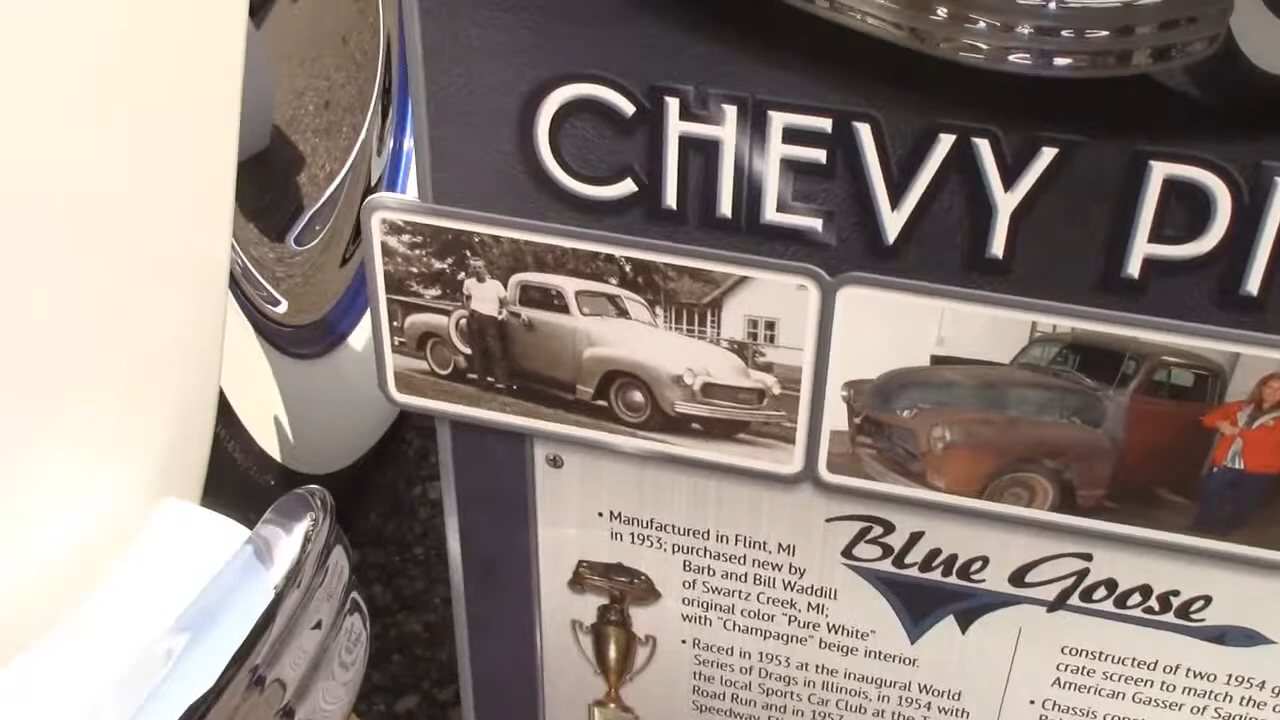 CHEVY
Blue Goose
• Manufactured in Flint, MI
in 1953; purchased new by
Barb and Bill Waddill
of Swartz Creek, MI;
original color "Pure White"
with "Champagne" beige interior.
• Raced in 1953 at the inaugural World
Series of Drags in Illinois, in 1954 with
the local Sports Car Club at the
Road Run and in 1957
Speedway,
constructed of two 1954
crate screen to match the
American Gasser of
• Chassis